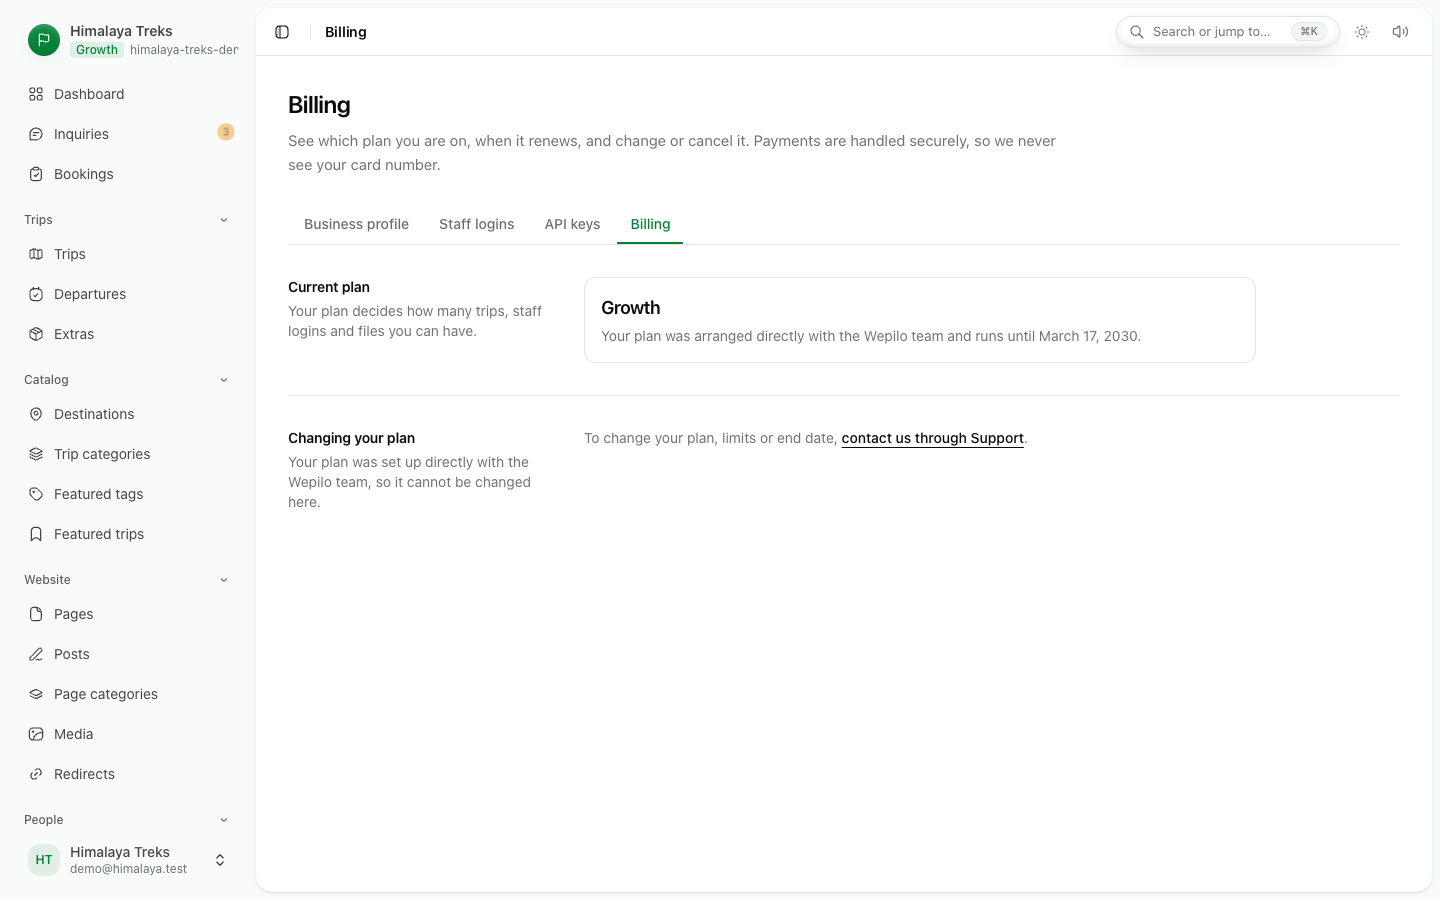 Himalaya Treks
Growth himalaya-treks-der
Dashboard
Inquiries 3
Bookings
Trips
Trips
Departures
Extras
Catalog
Destinations
Trip categories
Featured tags
Featured trips
Website
Pages
Posts
Page categories
Media
Redirects
People
HT
Himalaya Treks
demo@himalaya.test
Billing
Search or jump to... ⌘K
Billing
See which plan you are on, when it renews, and change or cancel it. Payments are handled securely, so we never
see your card number.
Business profile Staff logins API keys Billing
Current plan
Your plan decides how many trips, staff
logins and files you can have.
Growth
Your plan was arranged directly with the Wepilo team and runs until March 17, 2030.
Changing your plan
Your plan was set up directly with the
Wepilo team, so it cannot be changed
here.
To change your plan, limits or end date, contact us through Support.